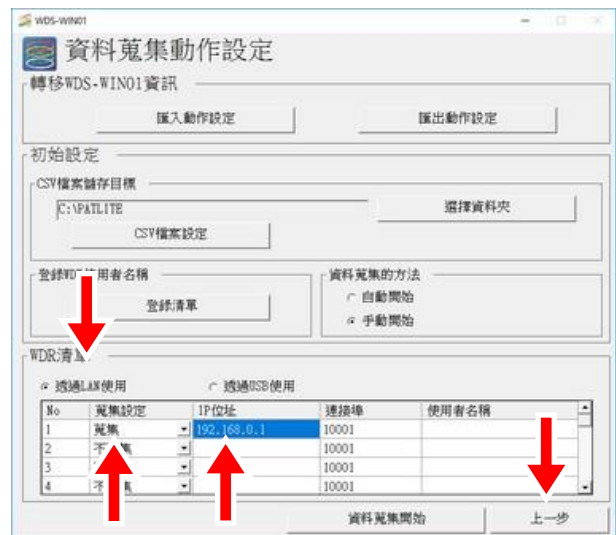 WDS-WIN01
資料蒐集動作設定
轉移WDS-WIN01資訊
匯入動作設定 匯出動作設定
初始設定
CSV檔案儲存目標
C:\PATLITE 選擇資料夾
CSV檔案設定
登錄WDR使用者名稱 資料蒐集的方法
登錄清單 自動開始
手動開始
WDR清單
透過LAN使用 透過USB使用
No 蒐集設定 IP位址 連接埠 使用者名稱
1 蒐集 192.168.0.1 10001
2 10001
3 10001
4 10001
資料蒐集開始 上一步